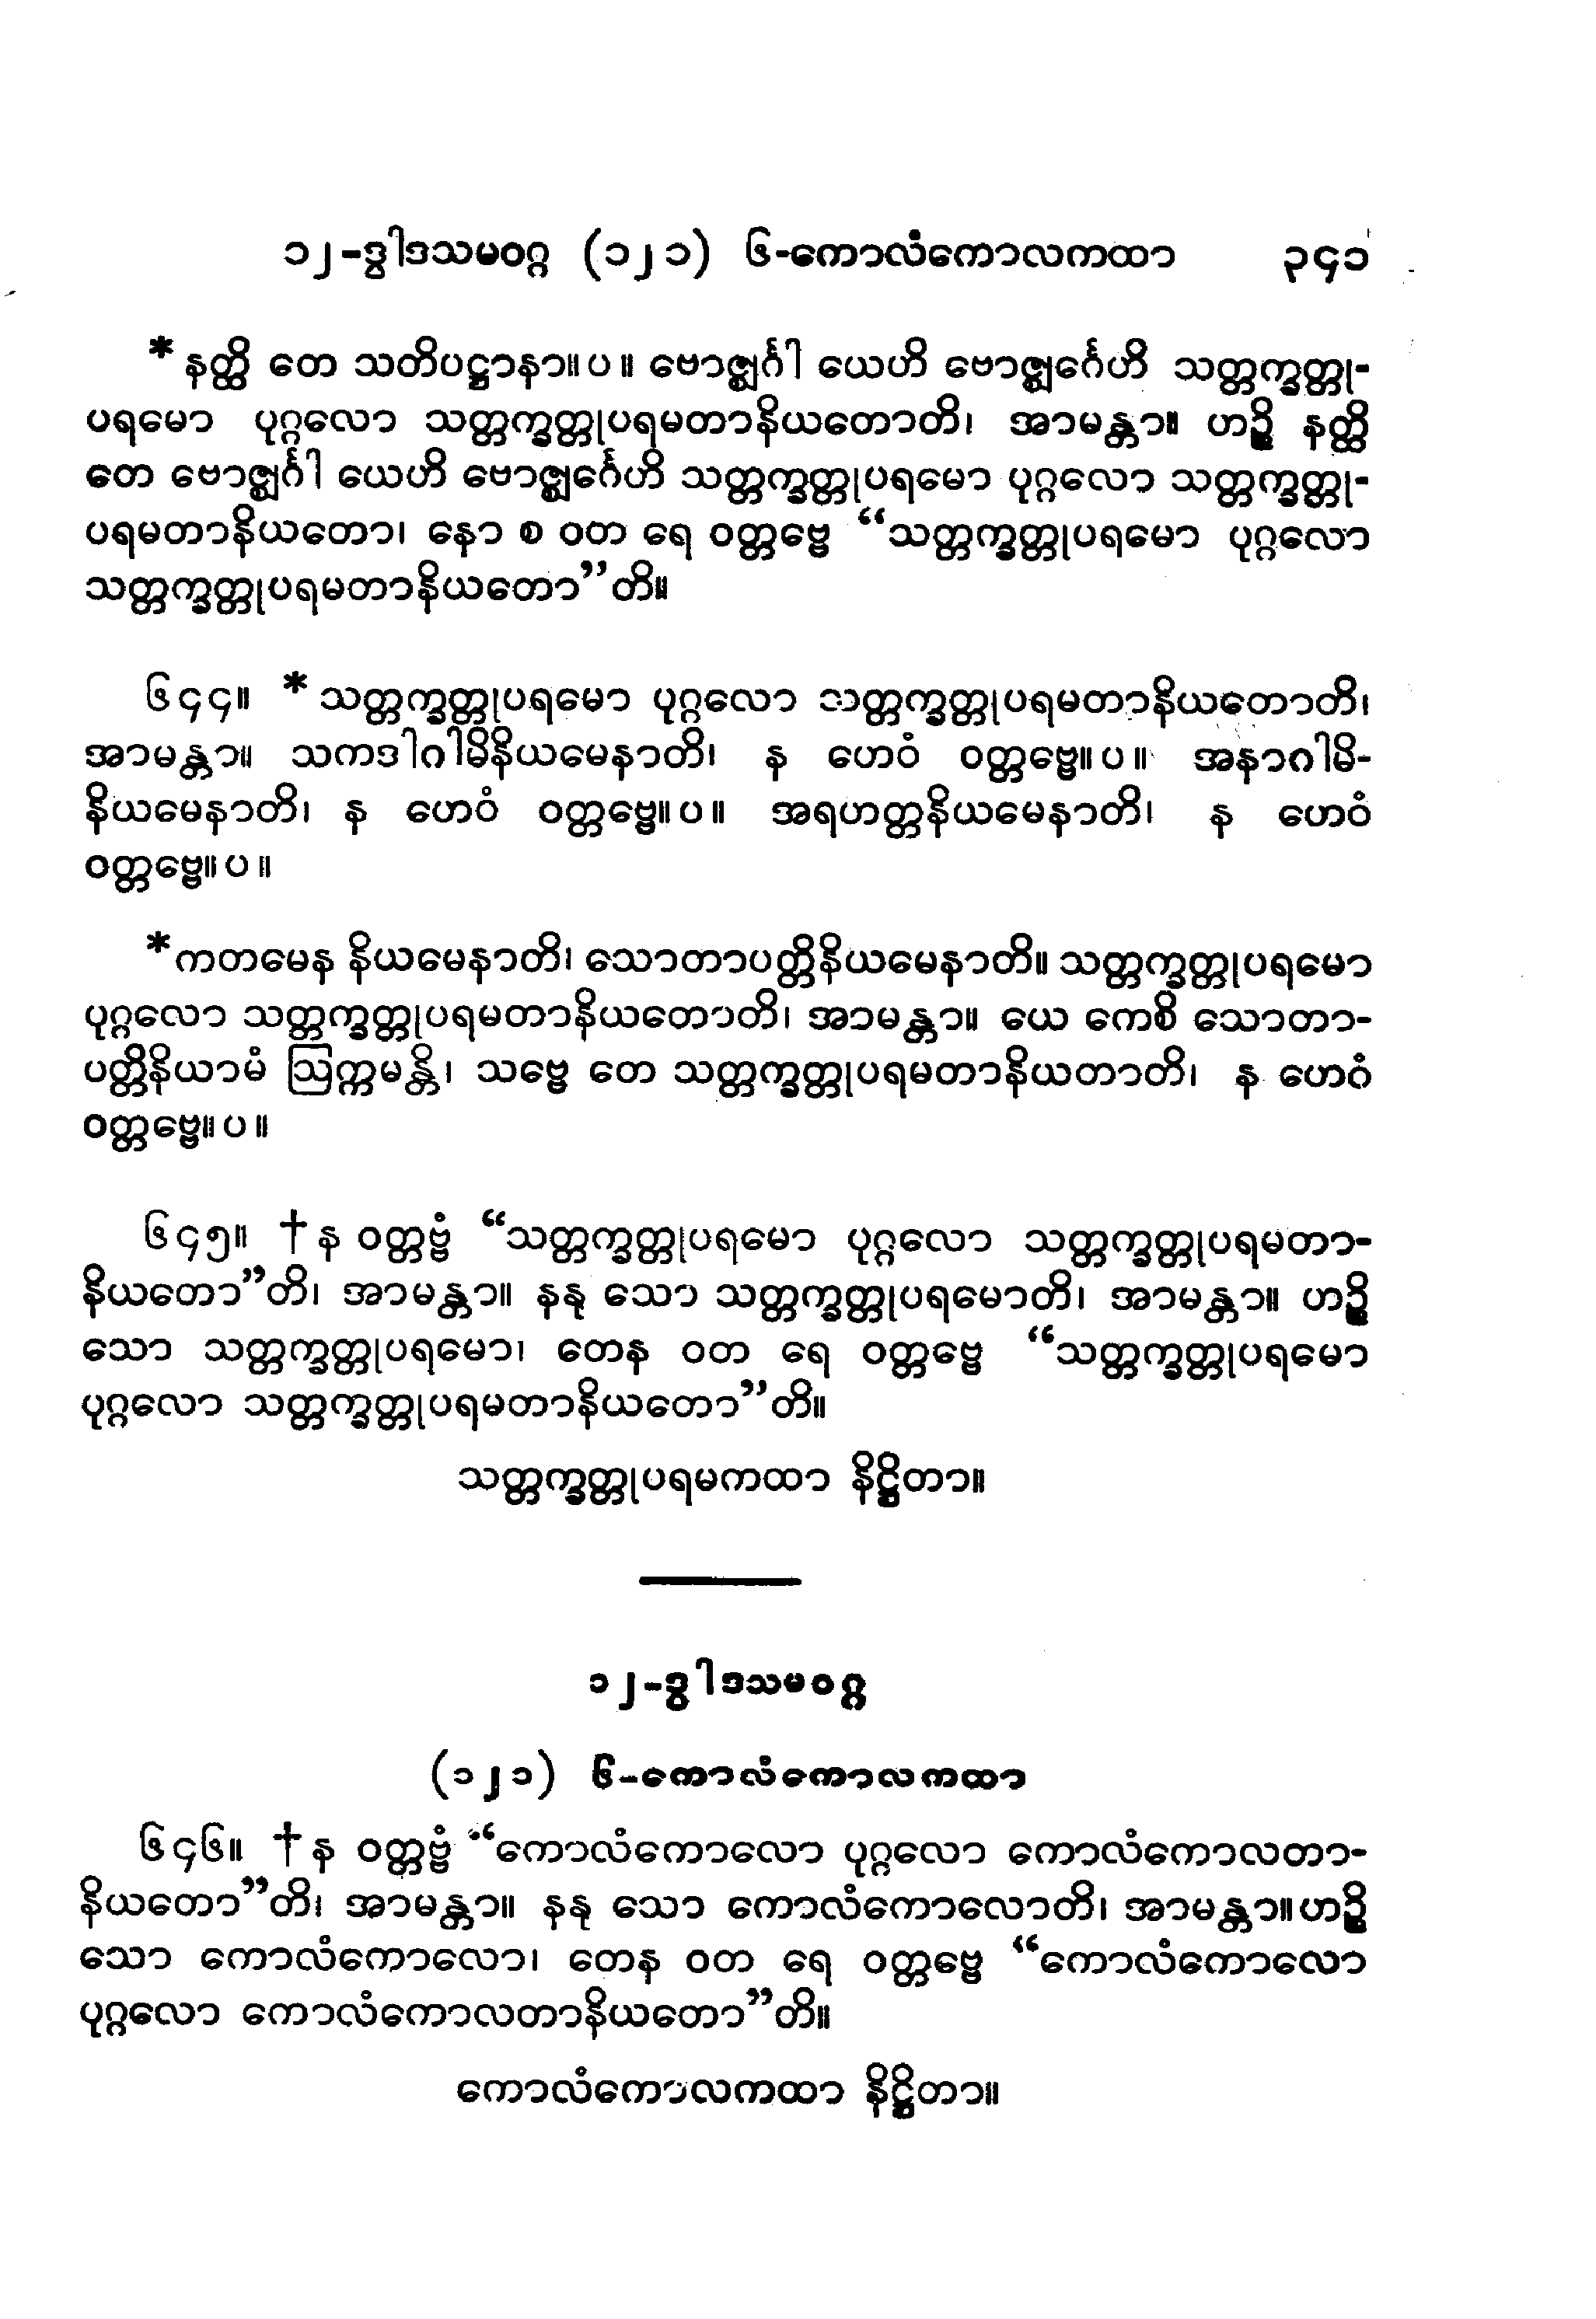 ၁၂-ဒွါဒသမဝဂ္ဂ (၁၂၁) ၆-ကောလံကောလကထာ ၃၄၁
* နတ္ထိ တေ သတိပဋ္ဌာနာ။ပ။ ဗောဇ္ဈင်္ဂါ ယေဟိ ဗောဇ္ဈင်္ဂေဟိ သတ္တက္ခတ္တု-
ပရမော ပုဂ္ဂလော သတ္တက္ခတ္တုပရမတာနိယတောတိ၊ အာမန္တာ။ ဟဉ္စိ နတ္ထိ
တေ ဗောဇ္ဈင်္ဂါ ယေဟိ ဗောဇ္ဈင်္ဂေဟိ သတ္တက္ခတ္တုပရမော ပုဂ္ဂလော သတ္တက္ခတ္တု-
ပရမတာနိယတော၊ နော စ ဝတ ရေ ဝတ္တဗ္ဗေ “သတ္တက္ခတ္တုပရမော ပုဂ္ဂလော
သတ္တက္ခတ္တုပရမတာနိယတော”တိ။
၆၄၄။ * သတ္တက္ခတ္တုပရမော ပုဂ္ဂလော သတ္တက္ခတ္တုပရမတာနိယတောတိ၊
အာမန္တာ။ သကဒါဂါမိနိယမေနာတိ၊ န ဟေဝံ ဝတ္တဗ္ဗေ။ပ။ အနာဂါမိ-
နိယမေနာတိ၊ န ဟေဝံ ဝတ္တဗ္ဗေ။ပ။ အရဟတ္တနိယမေနာတိ၊ န ဟေဝံ
ဝတ္တဗ္ဗေ။ပ။
* ကတမေန နိယမေနာတိ၊ သောတာပတ္တိနိယမေနာတိ။ သတ္တက္ခတ္တုပရမော
ပုဂ္ဂလော သတ္တက္ခတ္တုပရမတာနိယတောတိ၊ အာမန္တာ။ ယေ ကေစိ သောတာ-
ပတ္တိနိယာမံ ဩက္ကမန္တိ၊ သဗ္ဗေ တေ သတ္တက္ခတ္တုပရမတာနိယတာတိ၊ န ဟေဝံ
ဝတ္တဗ္ဗေ။ပ။
၆၄၅။ † န ဝတ္တဗ္ဗံ “သတ္တက္ခတ္တုပရမော ပုဂ္ဂလော သတ္တက္ခတ္တုပရမတာ-
နိယတော”တိ၊ အာမန္တာ။ နနု သော သတ္တက္ခတ္တုပရမောတိ၊ အာမန္တာ။ ဟဉ္စိ
သော သတ္တက္ခတ္တုပရမော၊ တေန ဝတ ရေ ဝတ္တဗ္ဗေ “သတ္တက္ခတ္တုပရမော
ပုဂ္ဂလော သတ္တက္ခတ္တုပရမတာနိယတော”တိ။
သတ္တက္ခတ္တုပရမကထာ နိဋ္ဌိတာ။
၁၂-ဒွါဒသမဝဂ္ဂ
(၁၂၁) ၆-ကောလံကောလကထာ
၆၄၆။ † န ဝတ္တဗ္ဗံ “ကောလံကောလော ပုဂ္ဂလော ကောလံကောလတာ-
နိယတော”တိ၊ အာမန္တာ။ နနု သော ကောလံကောလောတိ၊ အာမန္တာ။ ဟဉ္စိ
သော ကောလံကောလော၊ တေန ဝတ ရေ ဝတ္တဗ္ဗေ “ကောလံကောလော
ပုဂ္ဂလော ကောလံကောလတာနိယတော”တိ။
ကောလံကောလကထာ နိဋ္ဌိတာ။